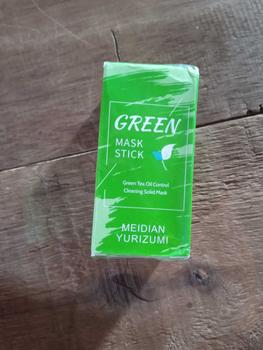 GREEN
MASK
STICK
Green Tea Oil Control
Cleaning Solid Mask
MEIDIAN
YURIZUMI